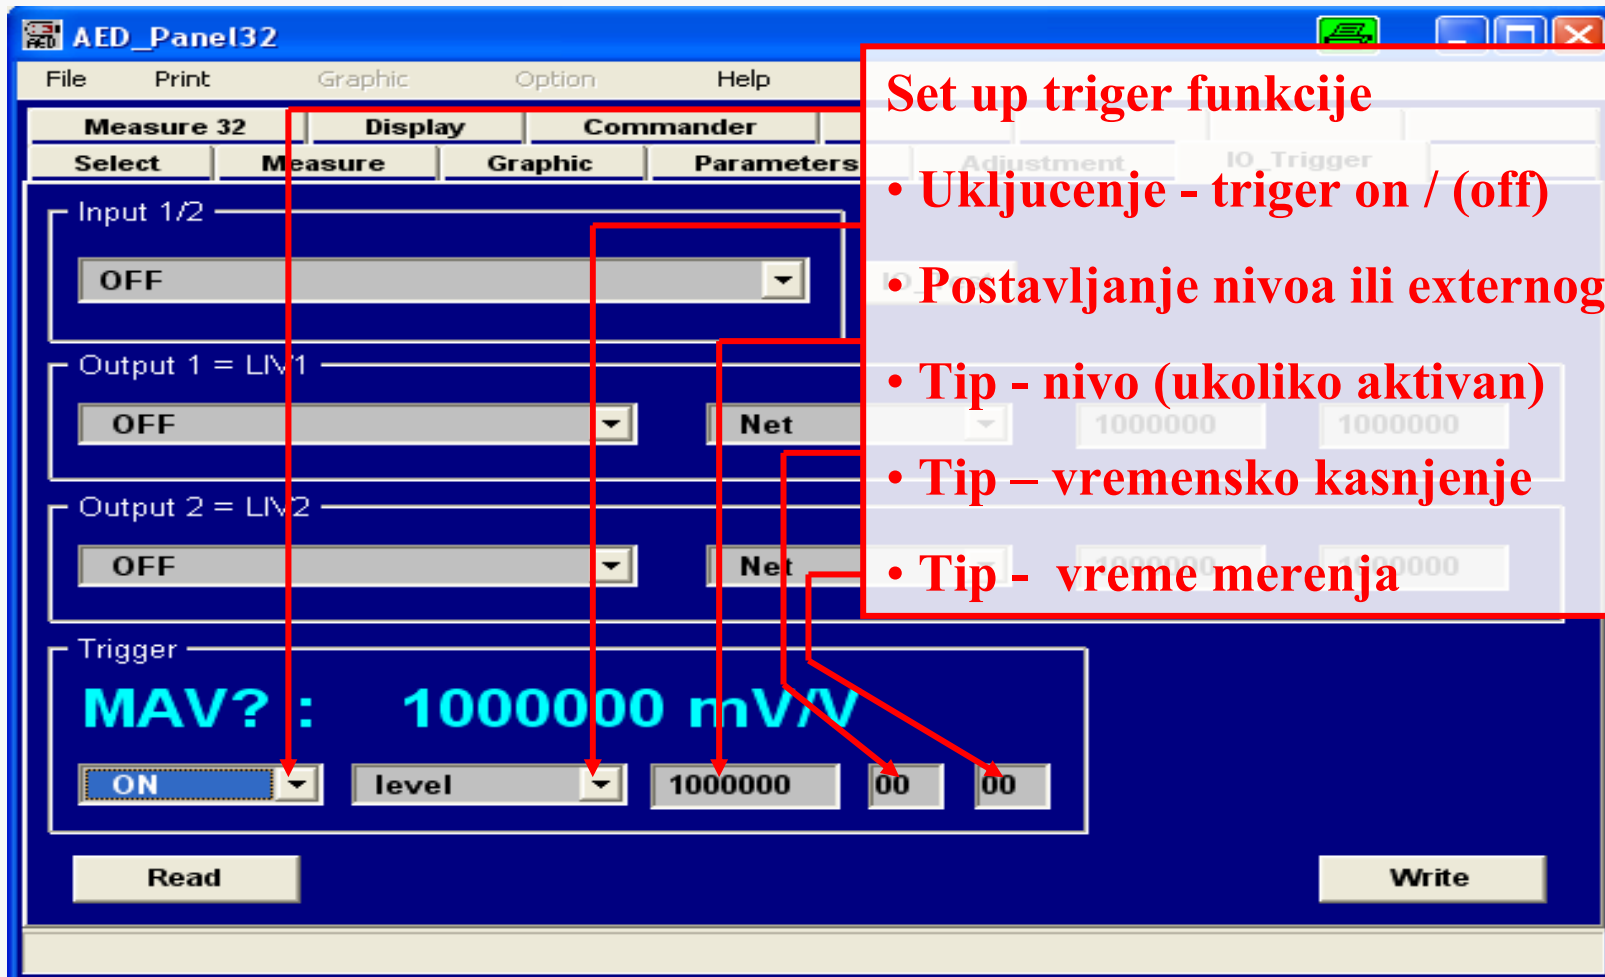 AED_Panel32
File Print Graphic Option Help
Set up triger funkcije
Measure 32 Display Commander
Select Measure Graphic Parameters Adjustment IO_Trigger
• Ukljucenje - triger on / (off)
Input 1/2
OFF
• Postavljanje nivoa ili externog
Output 1 = LIV1
• Tip - nivo (ukoliko aktivan)
OFF Net 1000000 1000000
• Tip – vremensko kasnjenje
Output 2 = LIV2
OFF Net 1000000 1000000
• Tip - vreme merenja
Trigger
MAV? : 1000000 mV/V
ON level 1000000 00 00
Read Write